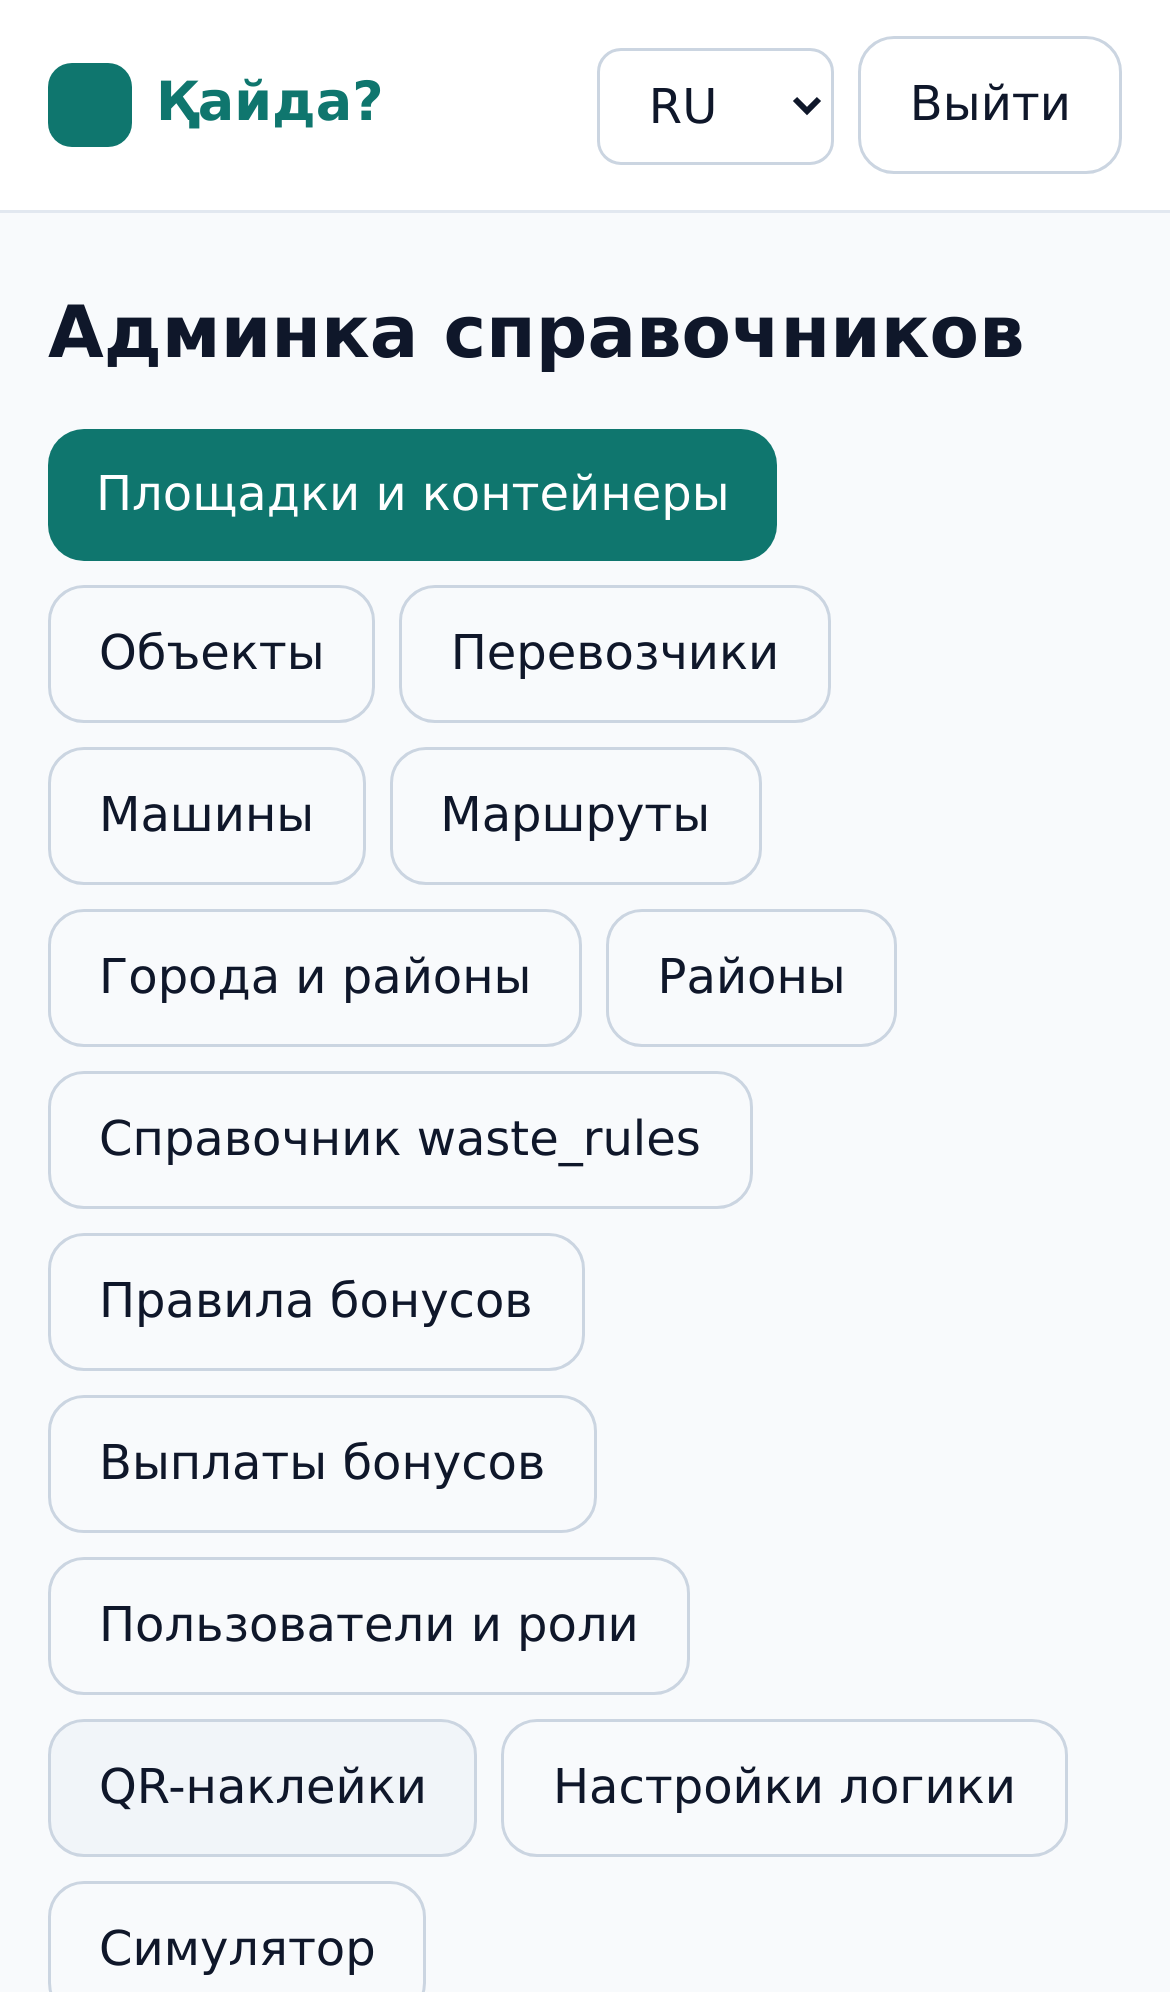 Қайда?
RU
Выйти
Админка справочников
Площадки и контейнеры
Объекты
Перевозчики
Машины
Маршруты
Города и районы
Районы
Справочник waste_rules
Правила бонусов
Выплаты бонусов
Пользователи и роли
QR-наклейки
Настройки логики
Симулятор